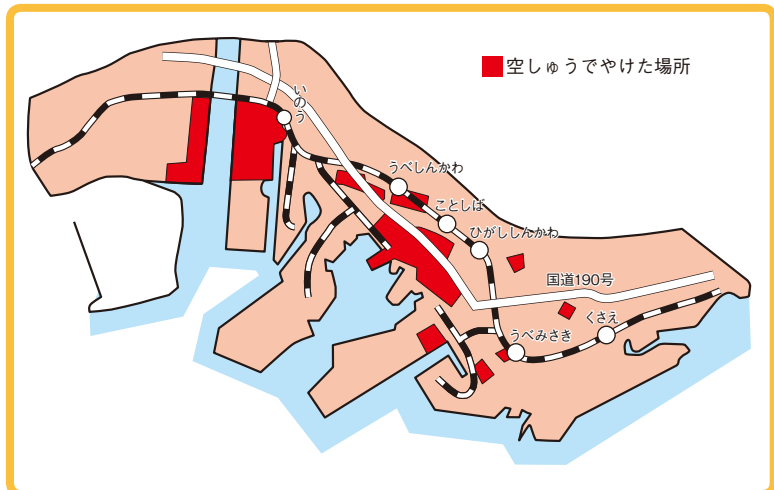 空しゅうでやけた場所
いのう
うべしんかわ
ことしば
ひがししんかわ
国道190号
くさえ
うべみさき